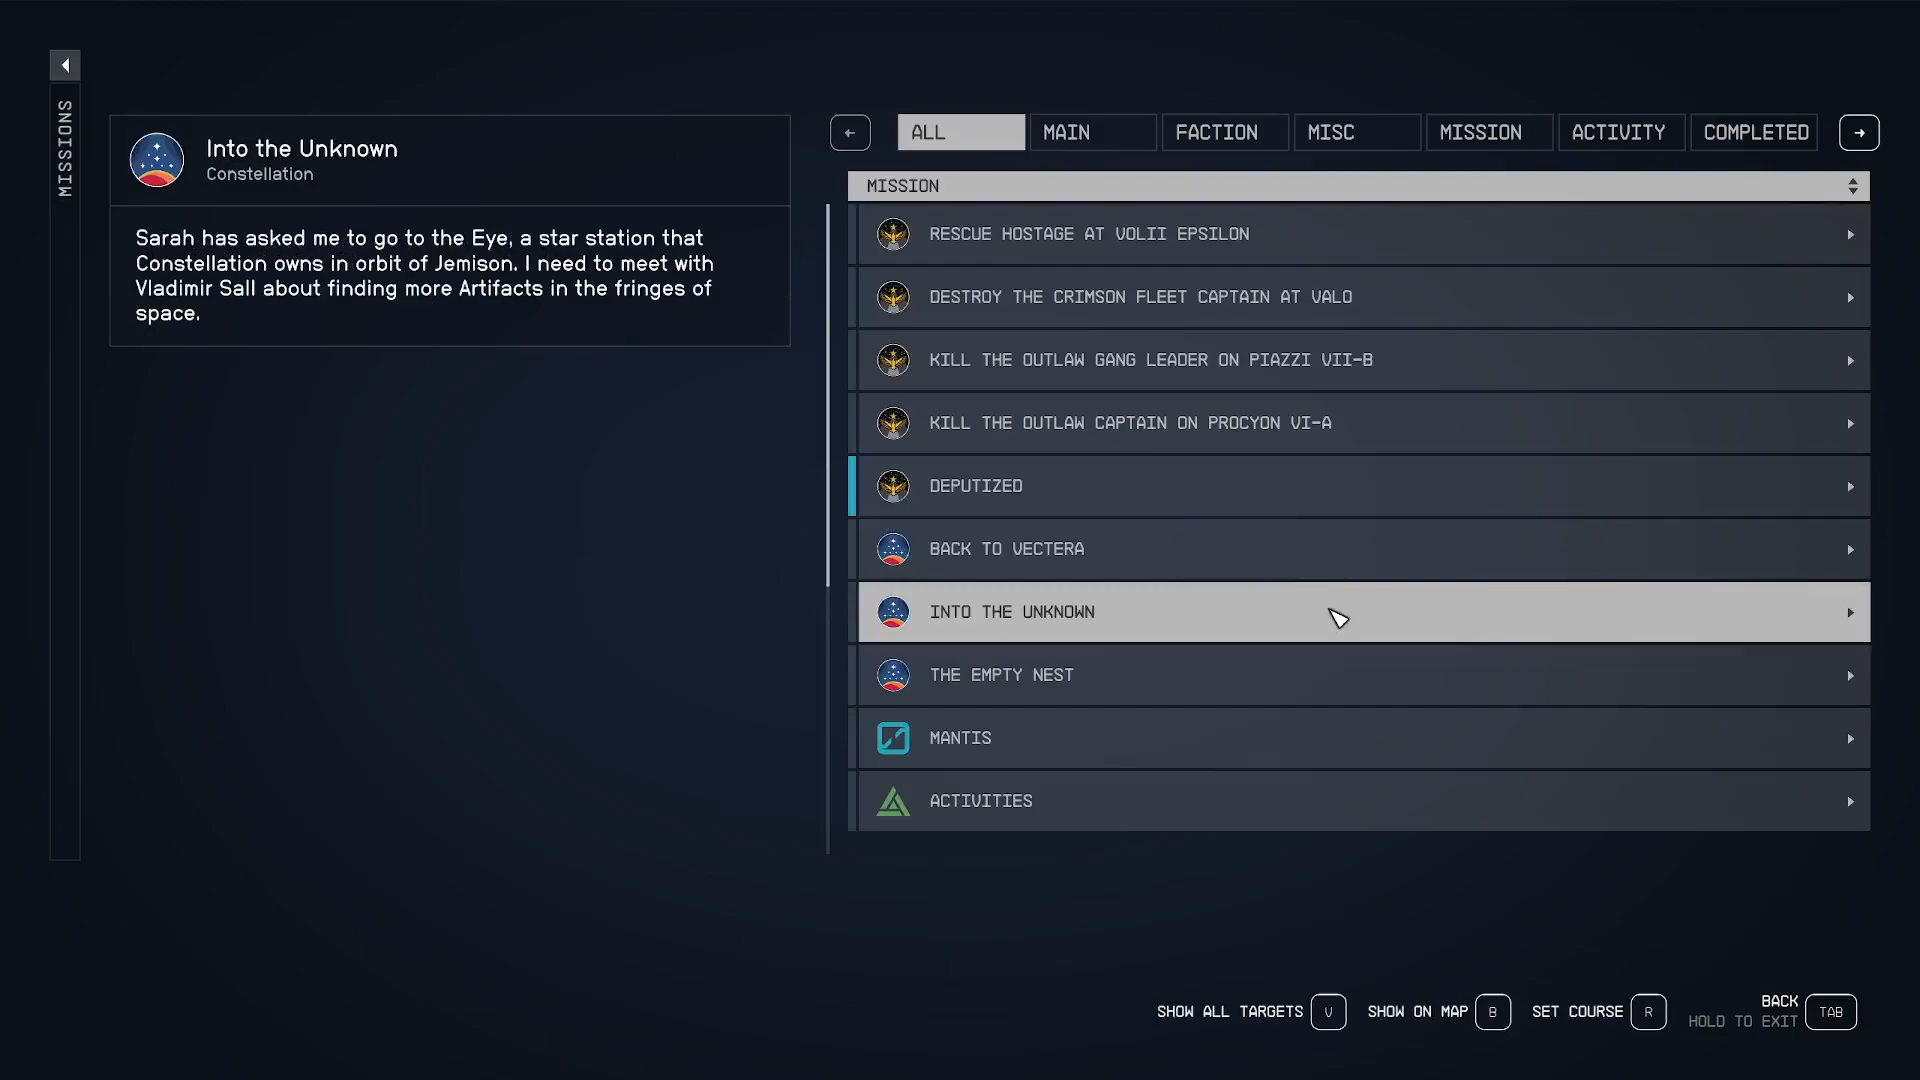 MISSIONS
Into the Unknown
Constellation
Sarah has asked me to go to the Eye, a star station that
Constellation owns in orbit of Jemison. I need to meet with
Vladimir Sall about finding more Artifacts in the fringes of
space.
ALL MAIN FACTION MISC MISSION ACTIVITY COMPLETED
MISSION
RESCUE HOSTAGE AT VOLII EPSILON
DESTROY THE CRIMSON FLEET CAPTAIN AT VALO
KILL THE OUTLAW GANG LEADER ON PIAZZI VII-B
KILL THE OUTLAW CAPTAIN ON PROCYON VI-A
DEPUTIZED
BACK TO VECTERA
INTO THE UNKNOWN
THE EMPTY NEST
MANTIS
ACTIVITIES
SHOW ALL TARGETS V SHOW ON MAP B SET COURSE R BACK TAB
HOLD TO EXIT